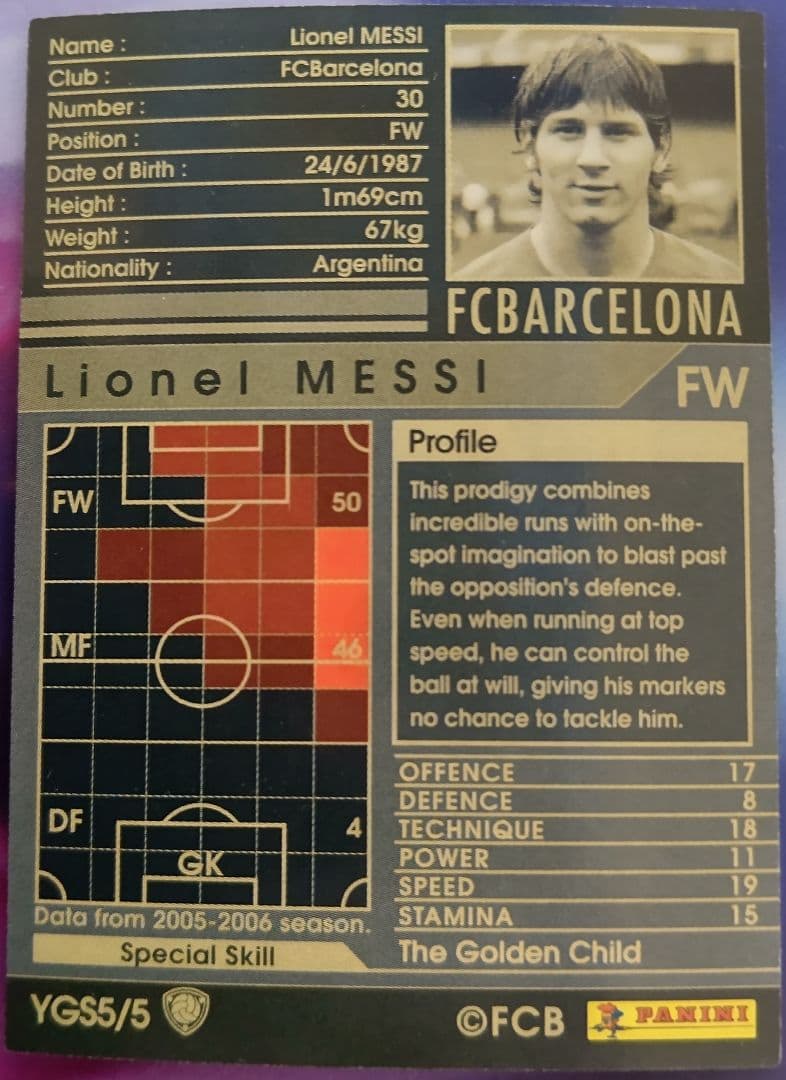 Name : Lionel MESSI
Club : FCBarcelona
Number : 30
Position : FW
Date of Birth : 24/6/1987
Height : 1m69cm
Weight : 67kg
Nationality : Argentina
FCBARCELONA
Lionel MESSI FW
FW 50
MF 46
DF 4
GK
Data from 2005-2006 season.
Profile
This prodigy combines
incredible runs with on-the-
spot imagination to blast past
the opposition's defence.
Even when running at top
speed, he can control the
ball at will, giving his markers
no chance to tackle him.
OFFENCE 17
DEFENCE 8
TECHNIQUE 18
POWER 11
SPEED 19
STAMINA 15
Special Skill The Golden Child
YGS5/5 ©FCB PANINI